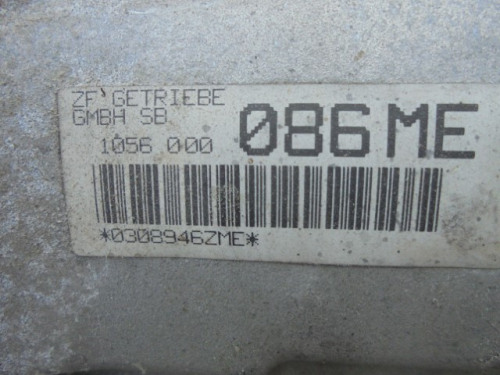 ZF GETRIEBE
GMBH SB
1056 000 086 ME
*0308946ZME*